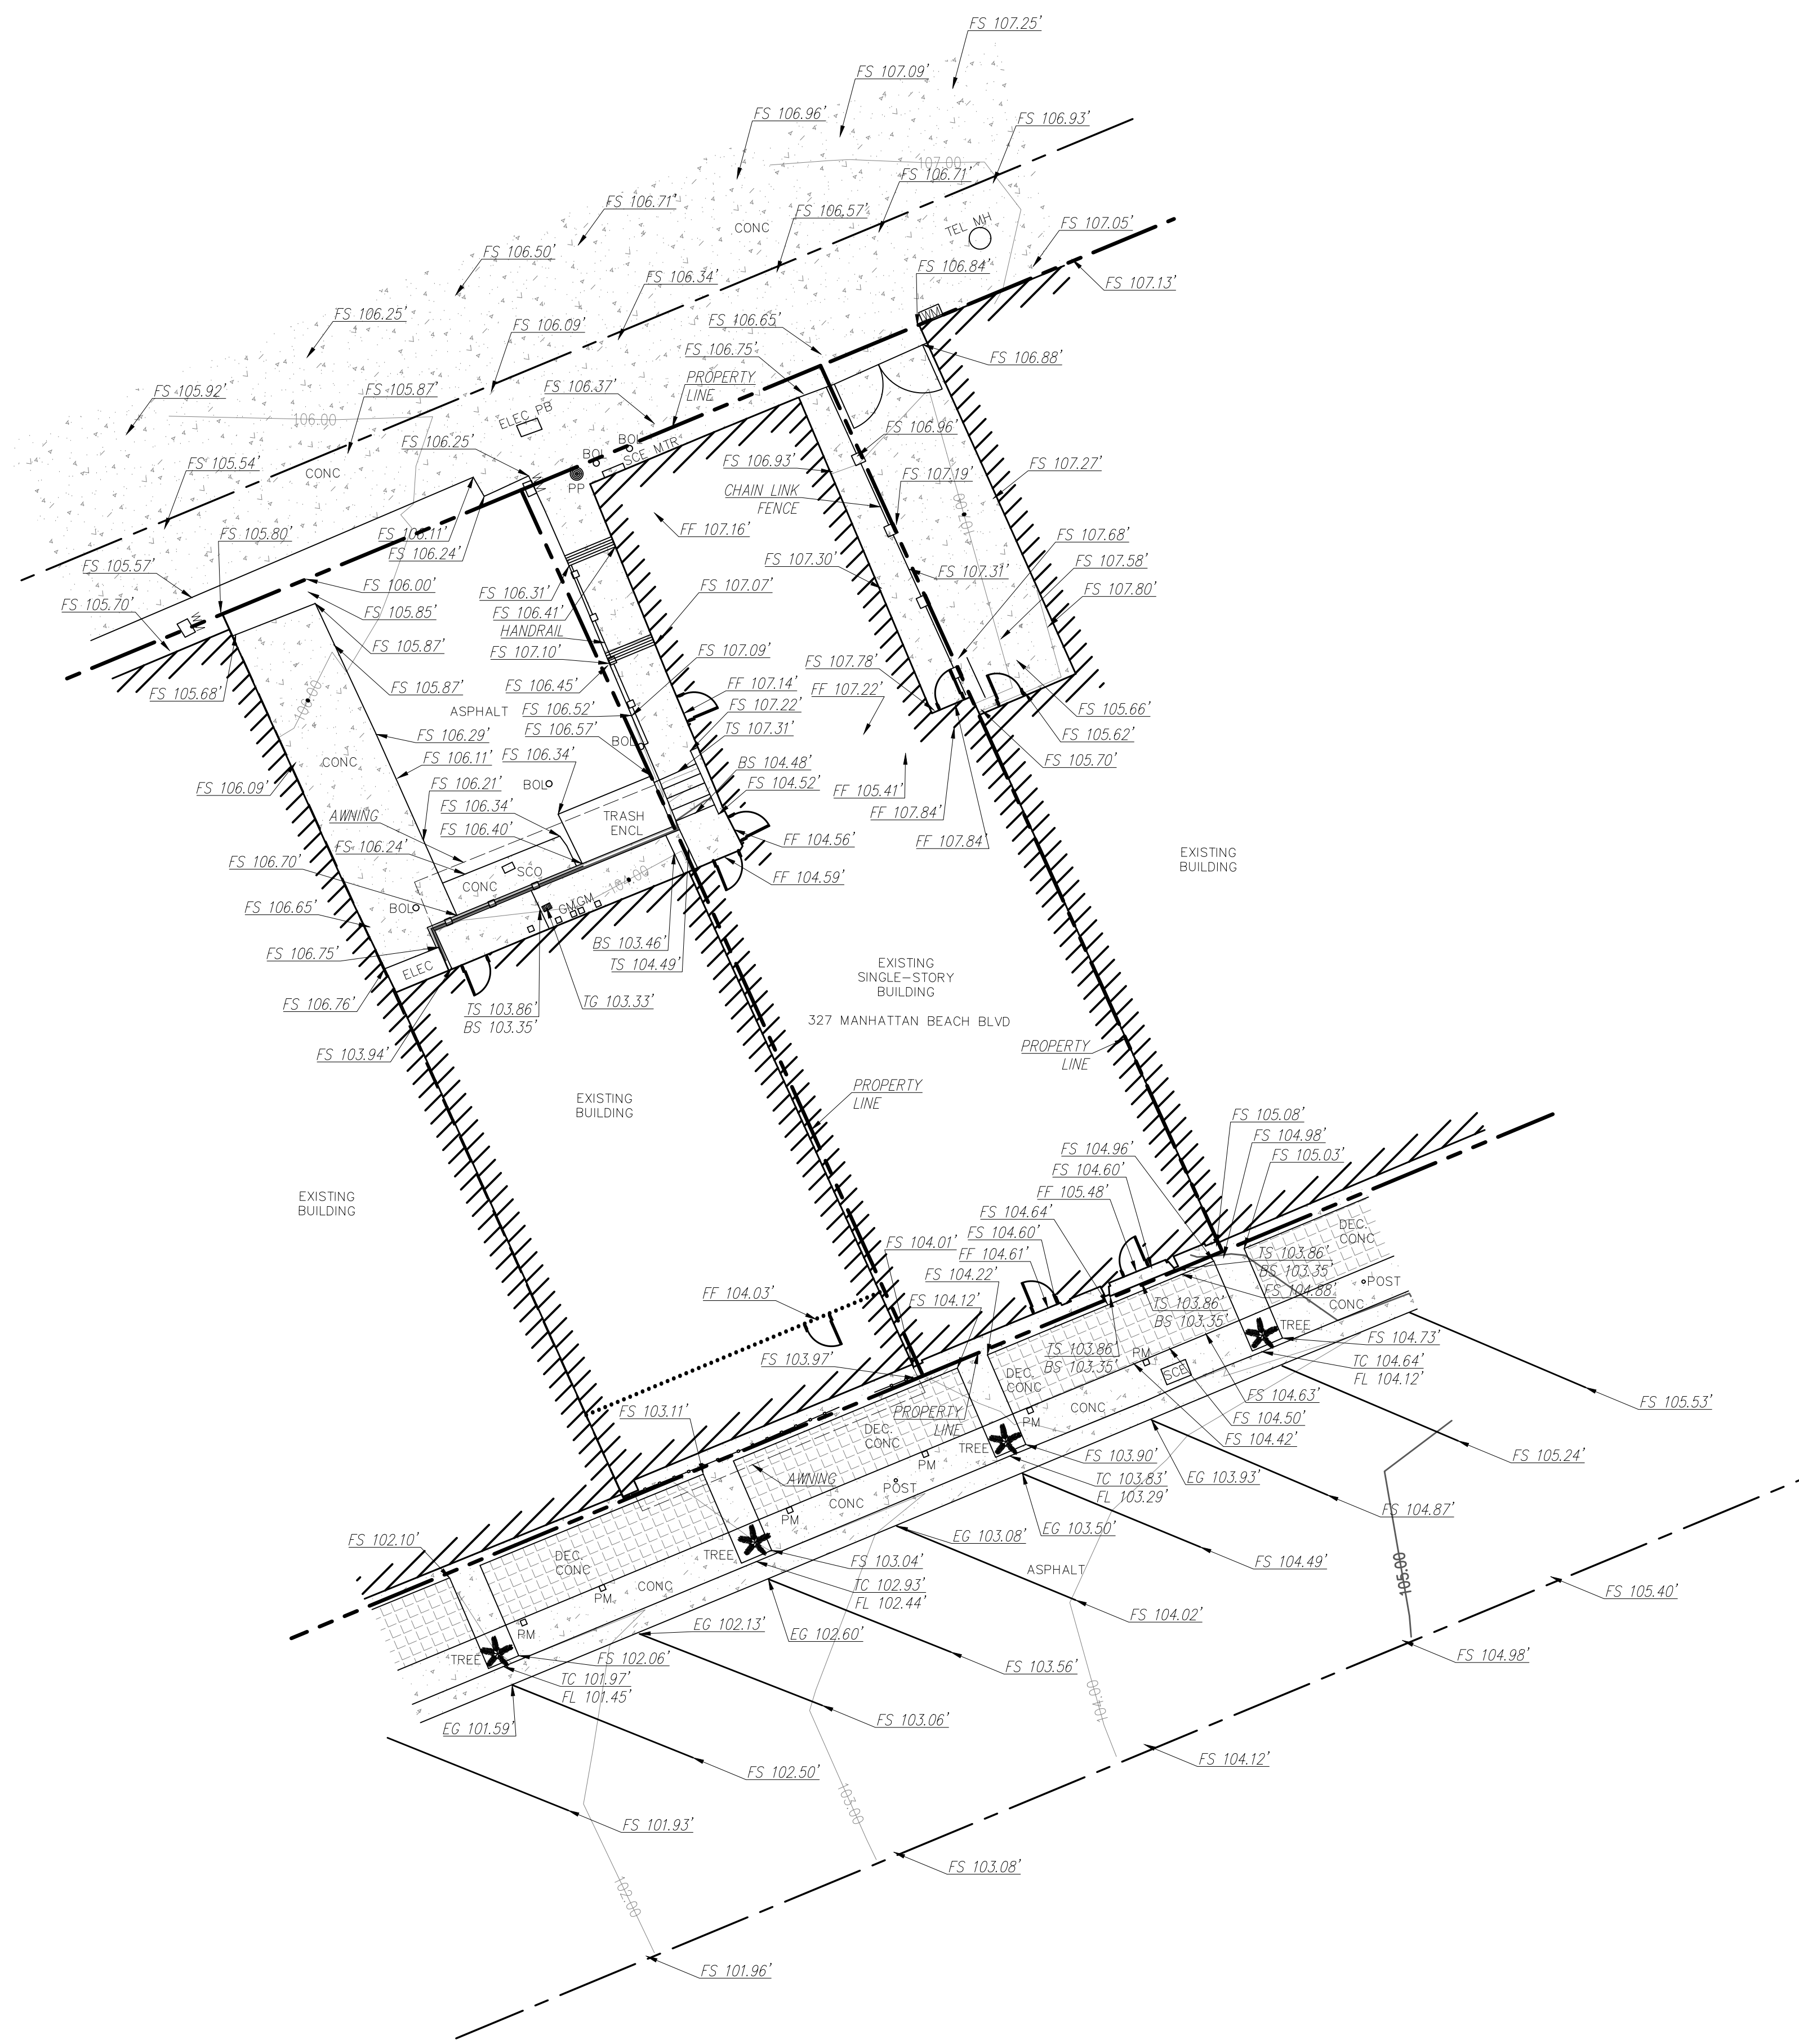 FS 107.25'
FS 107.09'
FS 106.96'
FS 106.93'
107.00
FS 106.71'
FS 106.71'
FS 106.57'
CONC
TEL MH
FS 107.05'
FS 106.50'
FS 106.34'
FS 106.84'
FS 107.13'
FS 106.25'
FS 106.09'
FS 106.65'
WM
FS 106.75'
FS 106.88'
PROPERTY
LINE
FS 105.92'
FS 105.87'
FS 106.37'
106.00
ELEC PB
FS 106.25'
BOL
FS 106.96'
BOL
SCE MTR
FS 105.54'
CONC
FS 106.93'
FS 107.27'
FS 107.19'
PP
CHAIN LINK
FENCE
107.00
FF 107.16'
FS 106.11'
FS 105.80'
FS 106.24'
FS 107.68'
FS 105.57'
FS 107.30'
FS 107.58'
FS 106.00'
FS 107.31'
FS 107.07'
FS 106.31'
FS 107.80'
FS 105.70'
FS 105.85'
FS 106.41'
WM
HANDRAIL
FS 105.87'
FS 107.10'
FS 107.09'
FS 107.78'
FS 105.87'
FS 106.45'
FF 107.14'
FF 107.22'
FS 105.68'
106.00
ASPHALT
FS 106.52'
FS 107.22'
FS 105.66'
FS 106.57'
TS 107.31'
FS 105.62'
FS 106.29'
BOL
FS 106.11'
FS 106.34'
FS 105.70'
CONC
BS 104.48'
FS 106.09'
FS 106.21'
BOL
FS 104.52'
FF 105.41'
FS 106.34'
AWNING
TRASH
ENCL
FF 107.84'
FS 106.40'
FF 104.56'
FF 107.84'
FS 106.24'
FS 106.70'
SCO
104.00
FF 104.59'
EXISTING
BUILDING
CONC
GM
GM
FS 106.65'
BOL
BS 103.46'
FS 106.75'
TS 104.49'
ELEC
EXISTING
SINGLE-STORY
BUILDING
FS 106.76'
TS 103.86'
BS 103.35'
TG 103.33'
327 MANHATTAN BEACH BLVD
FS 103.94'
PROPERTY
LINE
PROPERTY
LINE
EXISTING
BUILDING
FS 105.08'
FS 104.98'
FS 104.96'
FS 105.03'
FS 104.60'
EXISTING
BUILDING
FF 105.48'
FS 104.64'
DEC.
CONC
FS 104.60'
FS 104.01'
FF 104.61'
TS 103.86'
BS 103.35'
FS 104.22'
POST
FF 104.03'
FS 104.12'
FS 104.88'
TS 103.86'
BS 103.35'
CONC
TREE
FS 104.73'
TS 103.86'
BS 103.35'
PM
FS 103.97'
TC 104.64'
FL 104.12'
DEC.
CONC
SCB
FS 104.63'
FS 105.53'
FS 103.11'
PROPERTY
LINE
CONC
PM
FS 104.50'
DEC.
CONC
FS 104.42'
TREE
FS 103.90'
FS 105.24'
PM
AWNING
TC 103.83'
FL 103.29'
EG 103.93'
POST
CONC
FS 104.87'
PM
EG 103.50'
EG 103.08'
FS 102.10'
DEC.
CONC
TREE
FS 103.04'
FS 104.49'
ASPHALT
105.00
TC 102.93'
FL 102.44'
CONC
PM
FS 105.40'
FS 104.02'
EG 102.13'
EG 102.60'
PM
TREE
FS 102.06'
FS 103.56'
FS 104.98'
TC 101.97'
FL 101.45'
104.00
EG 101.59'
FS 103.06'
FS 104.12'
FS 102.50'
103.00
FS 101.93'
FS 103.08'
102.00
FS 101.96'